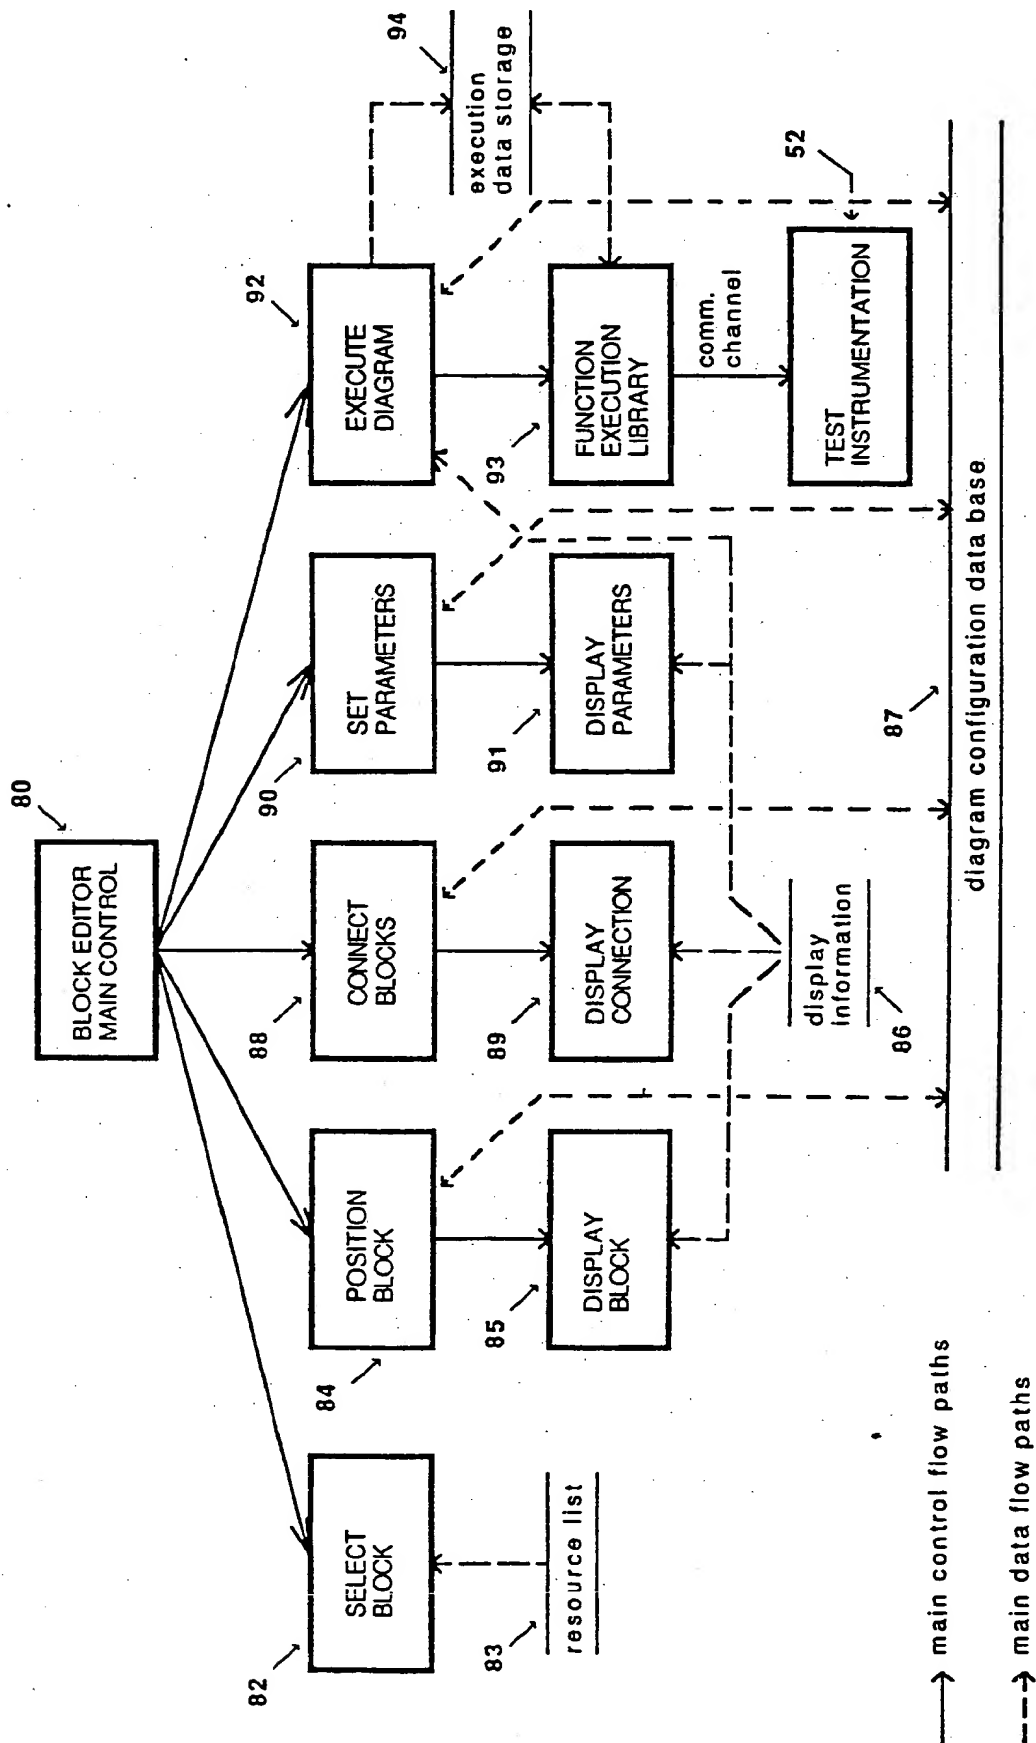 80
BLOCK EDITOR
MAIN CONTROL
82
SELECT
BLOCK
84
POSITION
BLOCK
88
CONNECT
BLOCKS
90
SET
PARAMETERS
92
EXECUTE
DIAGRAM
94
execution
data storage
83
resource list
85
DISPLAY
BLOCK
89
DISPLAY
CONNECTION
91
DISPLAY
PARAMETERS
93
FUNCTION
EXECUTION
LIBRARY
comm.
channel
52
TEST
INSTRUMENTATION
display
information
86
87
diagram configuration data base
main control flow paths
main data flow paths